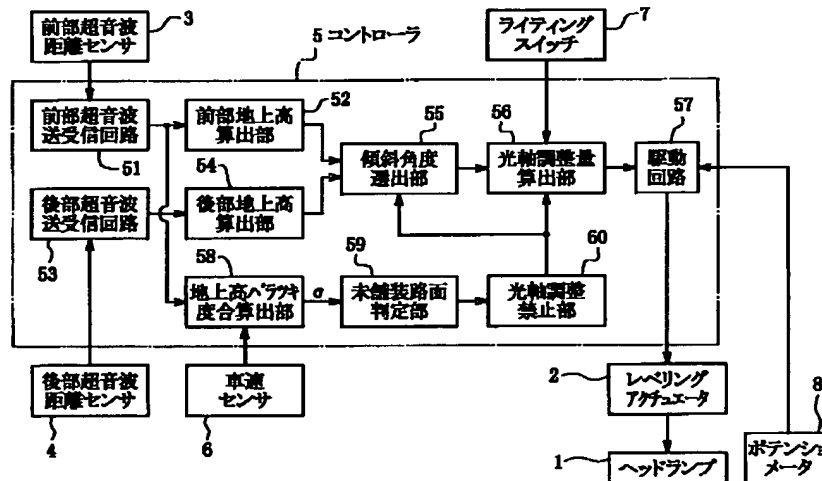 前部超音波
距離センサ
3
5 コントローラ
ライティング
スイッチ
7
前部超音波
送受信回路
51
前部地上高
算出部
52
傾斜角度
選出部
55
光軸調整量
算出部
56
駆動
回路
57
後部超音波
送受信回路
53
後部地上高
算出部
54
地上高バラツキ
度合算出部
58
σ
未舗装路面
判定部
59
光軸調整
禁止部
60
後部超音波
距離センサ
4
車速
センサ
6
レベリング
アクチュエータ
2
ヘッドランプ
1
ポテンショ
メータ
8